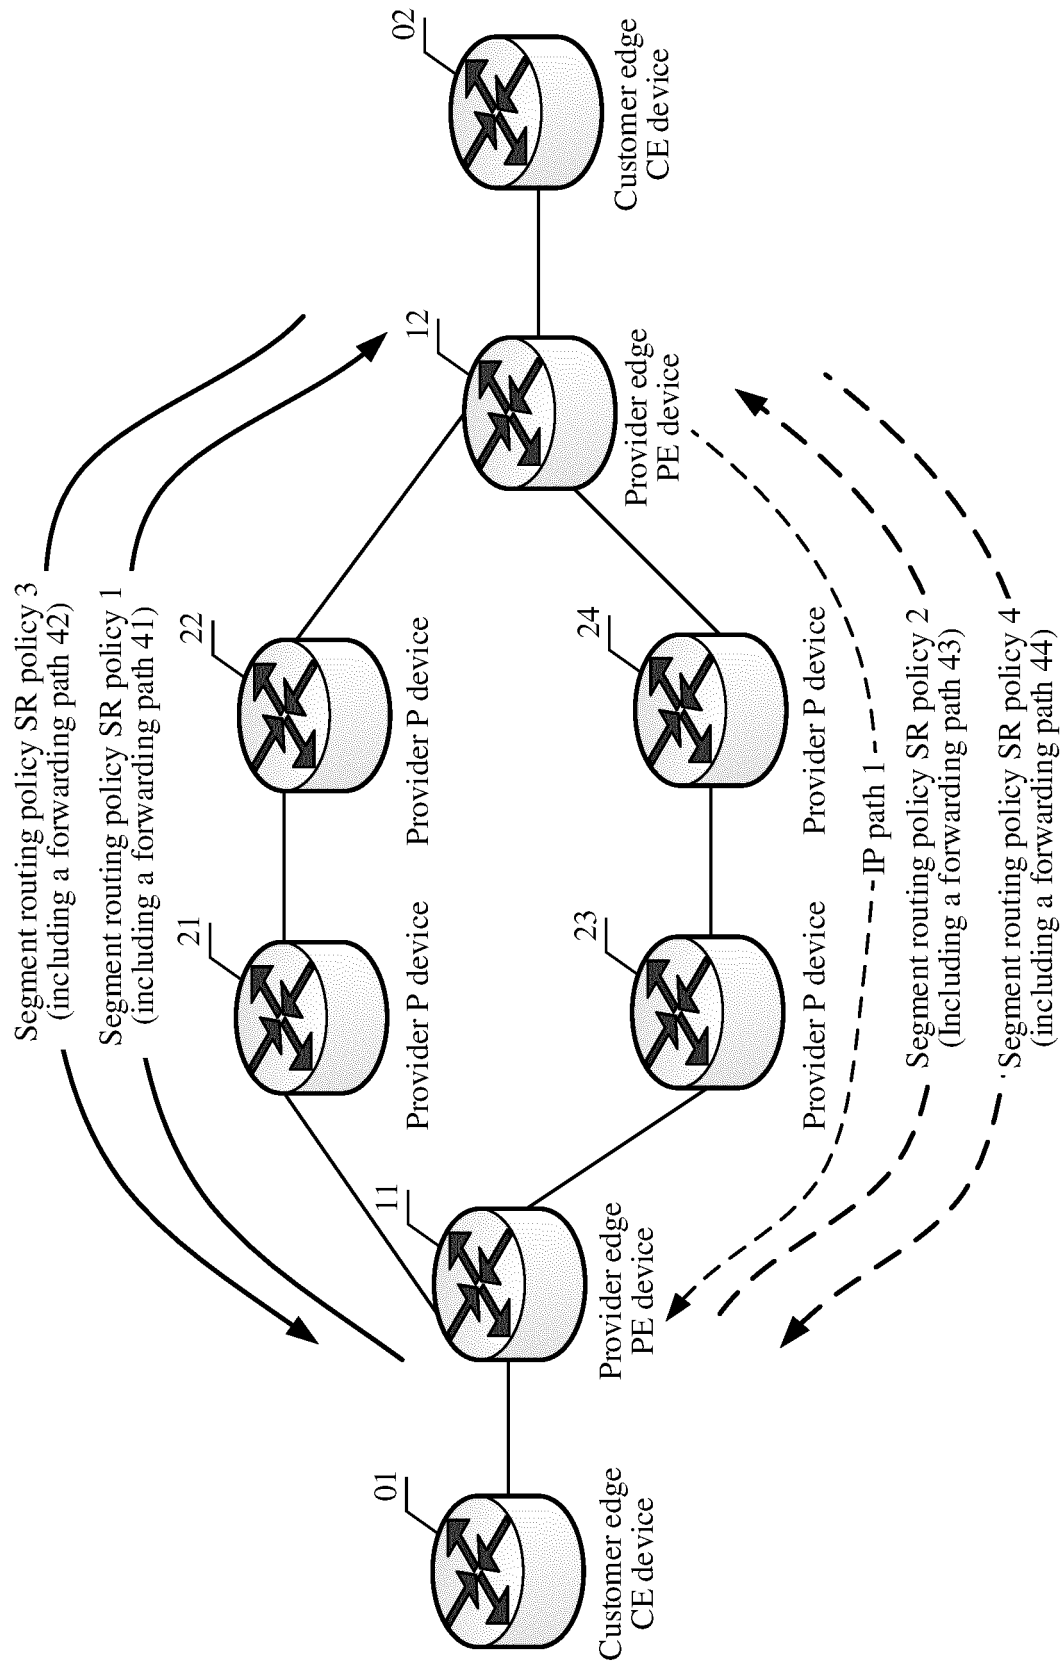 Segment routing policy SR policy 3
(including a forwarding path 42)
Segment routing policy SR policy 1
(including a forwarding path 41)
21
22
Provider P device
Provider P device
01
11
12
02
Customer edge
CE device
Provider edge
PE device
Provider edge
PE device
Customer edge
CE device
23
24
Provider P device
Provider P device
IP path 1
Segment routing policy SR policy 2
(Including a forwarding path 43)
Segment routing policy SR policy 4
(including a forwarding path 44)